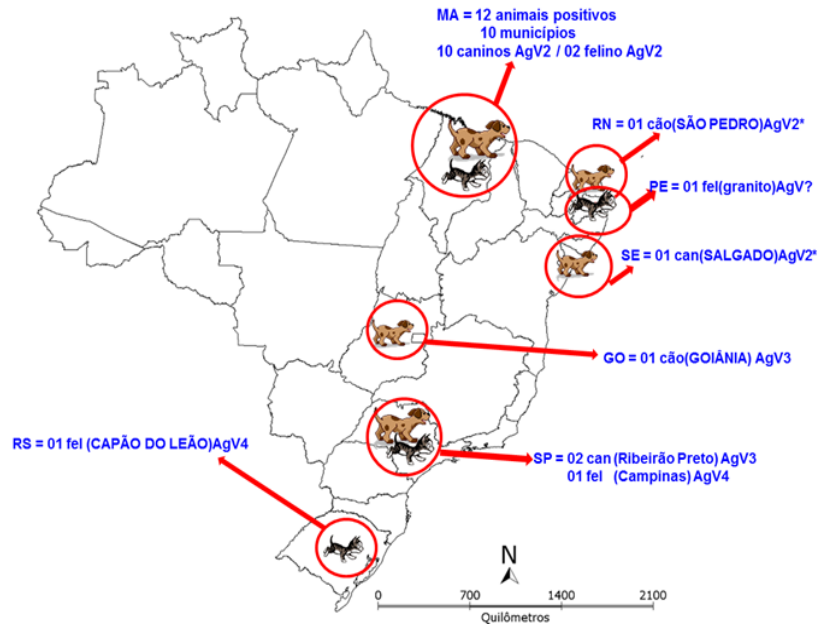 MA = 12 animais positivos
10 municípios
10 caninos AgV2 / 02 felino AgV2
RN = 01 cão(SÃO PEDRO)AgV2*
PE = 01 fel(granito)AgV?
SE = 01 can(SALGADO)AgV2*
GO = 01 cão(GOIÂNIA) AgV3
RS = 01 fel (CAPÃO DO LEÃO)AgV4
SP = 02 can (Ribeirão Preto) AgV3
01 fel (Campinas) AgV4
N
0 700 1400 2100
Quilômetros